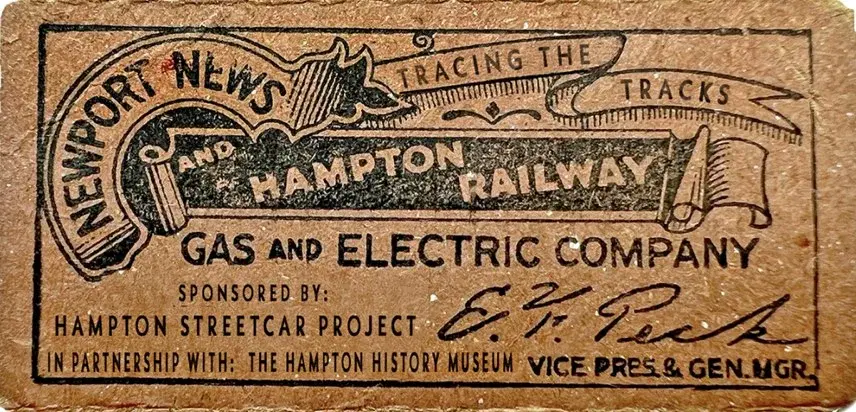 NEWPORT NEWS
TRACING THE
TRACKS
AND HAMPTON
RAILWAY
GAS AND ELECTRIC COMPANY
SPONSORED BY:
HAMPTON STREETCAR PROJECT
E. F. Peck
IN PARTNERSHIP WITH: THE HAMPTON HISTORY MUSEUM
VICE PRES. & GEN. MGR.